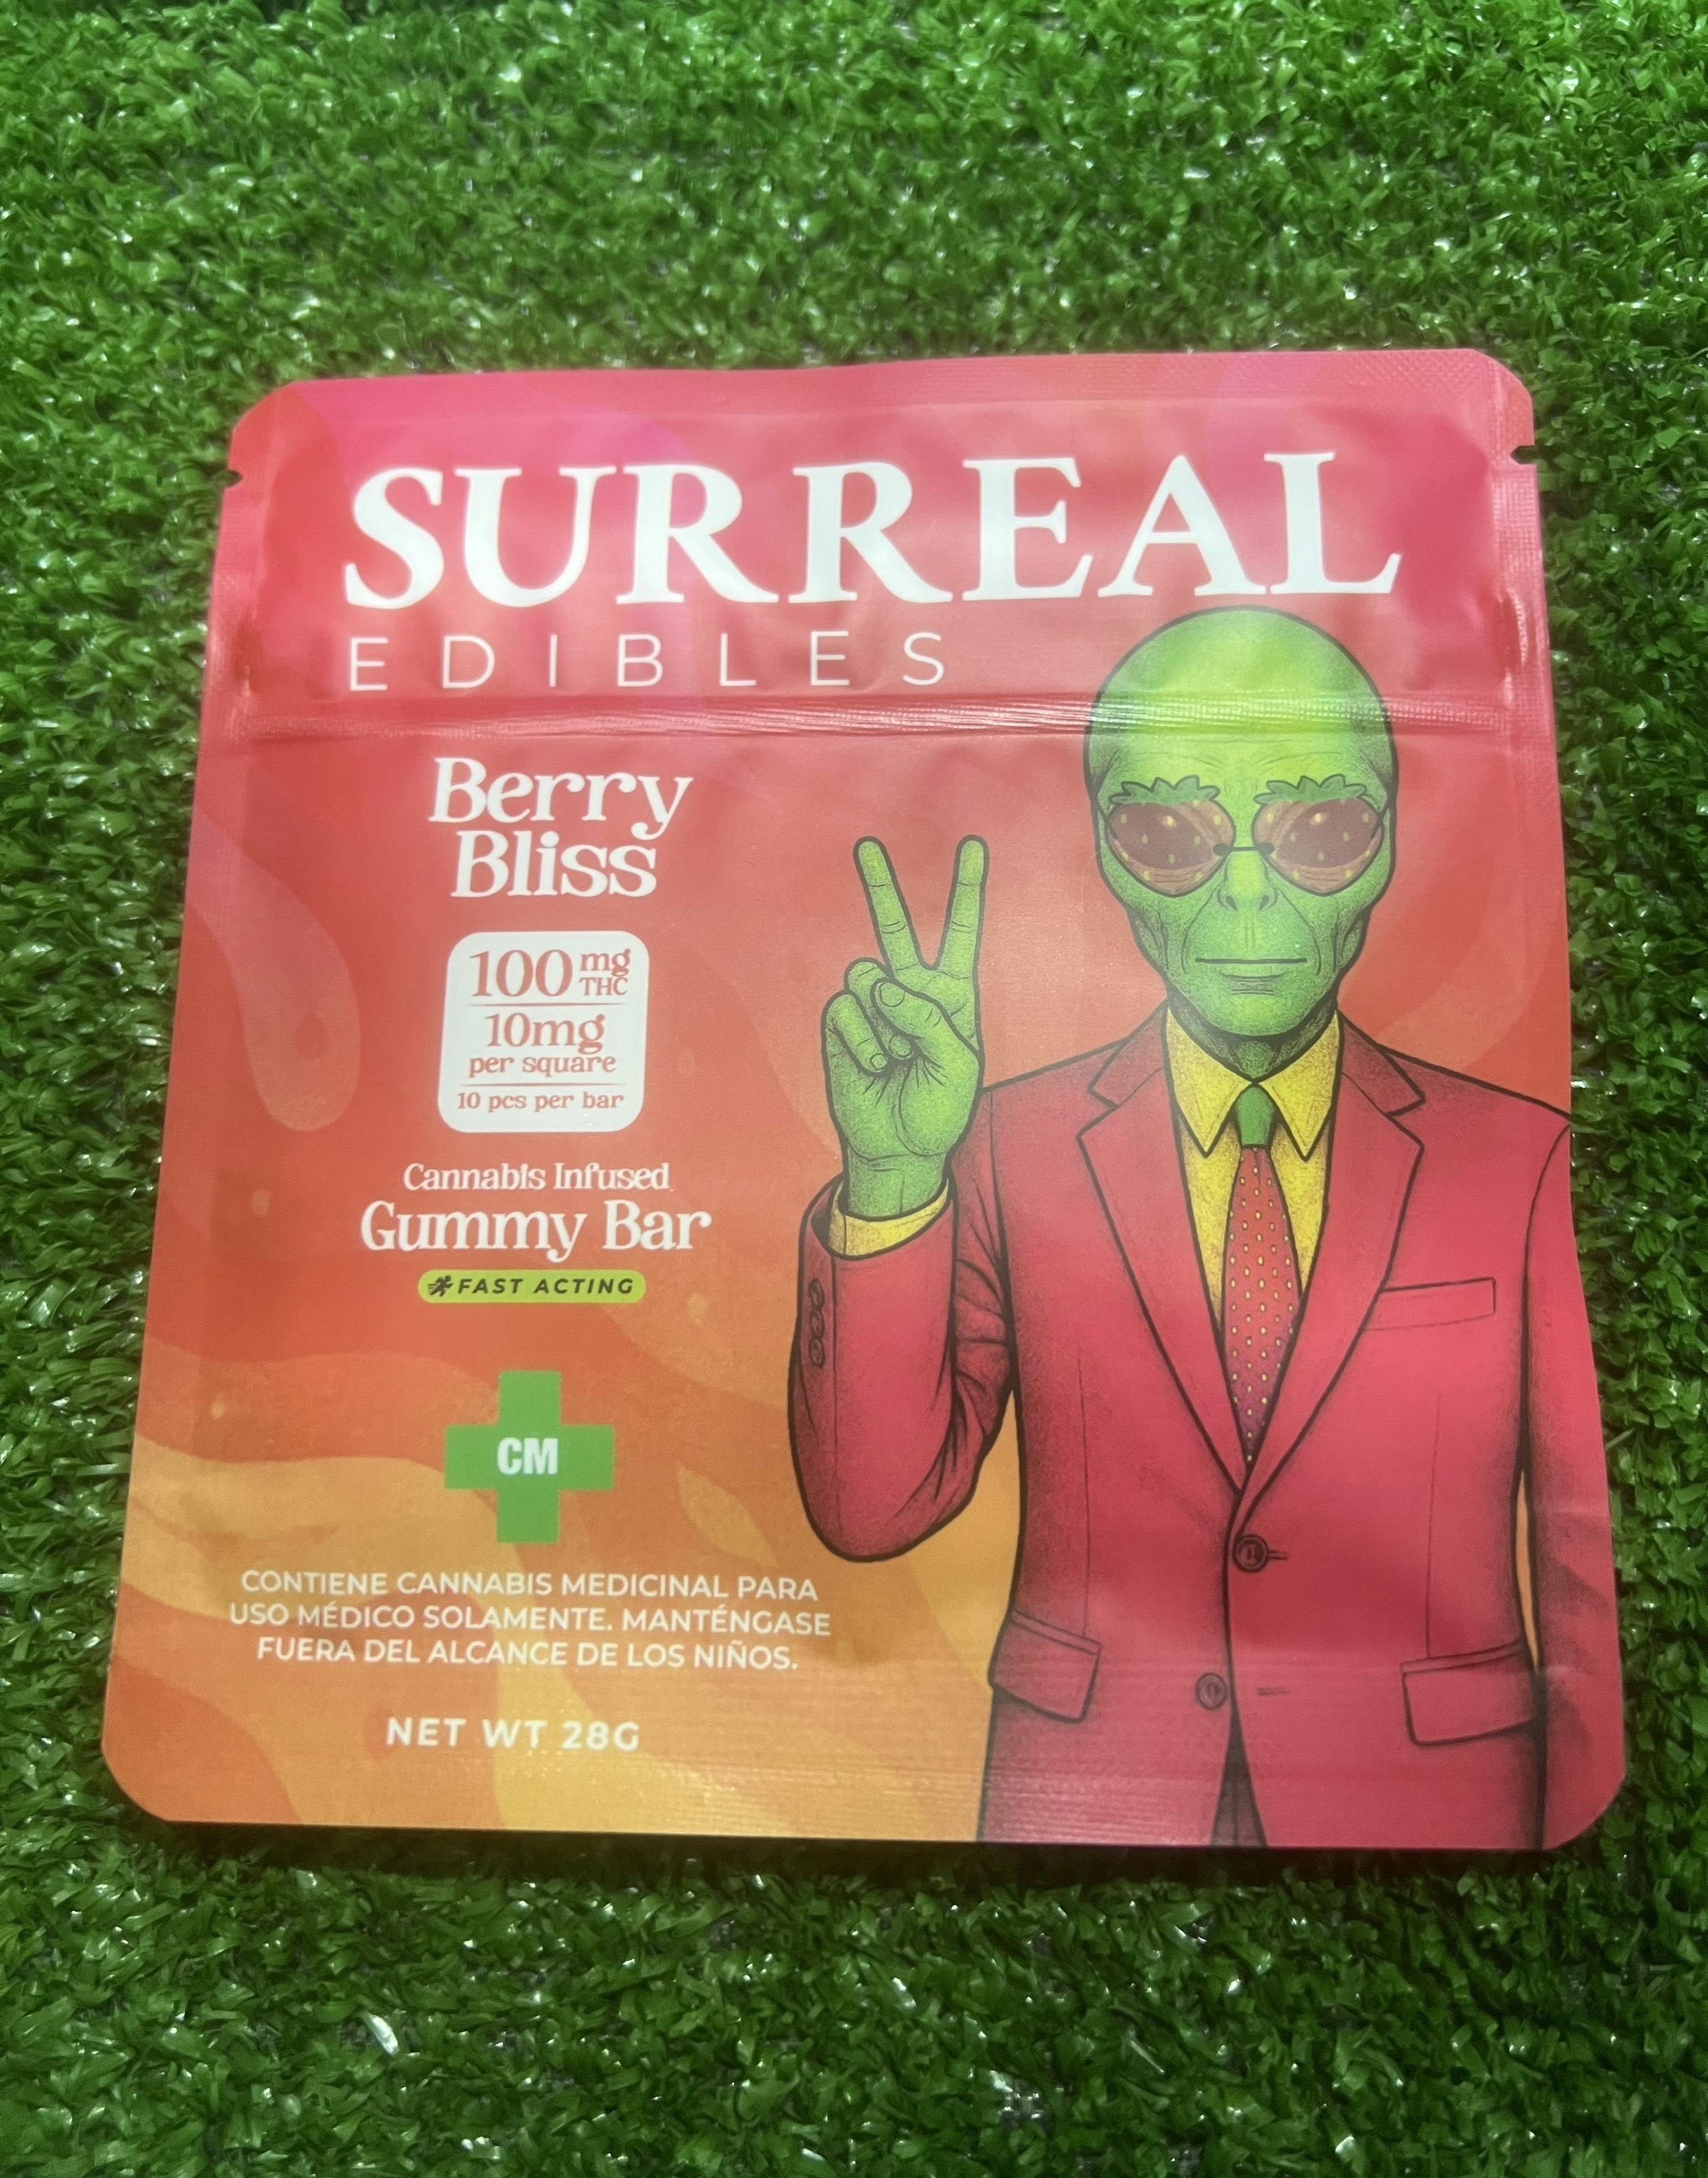 SURREAL
EDIBLES
Berry
Bliss
100 mg THC
10mg
per square
10 pcs per bar
Cannabis Infused
Gummy Bar
FAST ACTING
CM
CONTIENE CANNABIS MEDICINAL PARA
USO MÉDICO SOLAMENTE. MANTÉNGASE
FUERA DEL ALCANCE DE LOS NIÑOS.
NET WT 28G